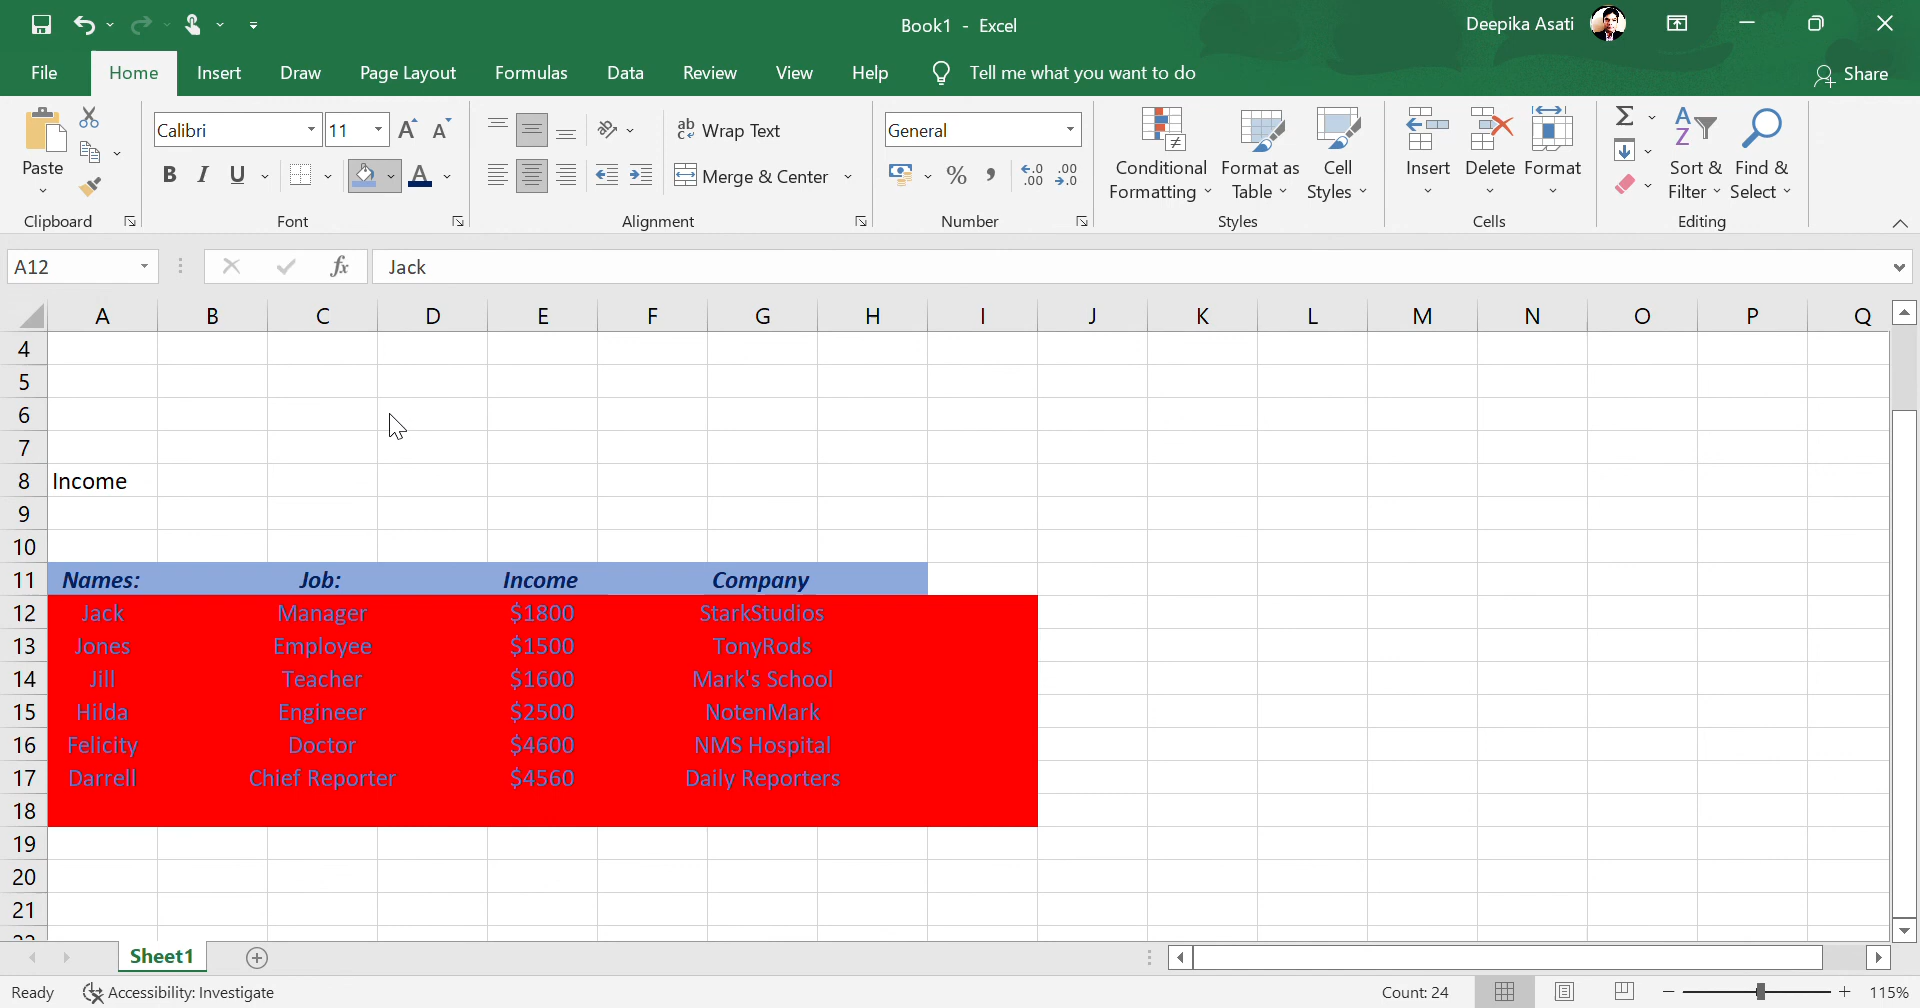 Book1 - Excel
Deepika Asati
File Home Insert Draw Page Layout Formulas Data Review View Help Tell me what you want to do Share
Paste
Clipboard
Calibri 11
B I U A
Font
ab Wrap Text
Merge & Center
Alignment
General
% , .00
Number
Conditional Formatting
Format as Table
Cell Styles
Styles
Insert Delete Format
Cells
Sort & Filter
Find & Select
Editing
A12 fx Jack
A B C D E F G H I J K L M N O P Q
4
5
6
7
8 Income
9
10
11 Names: Job: Income Company
12 Jack Manager $1800 StarkStudios
13 Jones Employee $1500 TonyRods
14 Jill Teacher $1600 Mark's School
15 Hilda Engineer $2500 NotenMark
16 Felicity Doctor $4600 NMS Hospital
17 Darrell Chief Reporter $4560 Daily Reporters
18
19
20
21
22
Sheet1
Ready Accessibility: Investigate Count: 24 115%